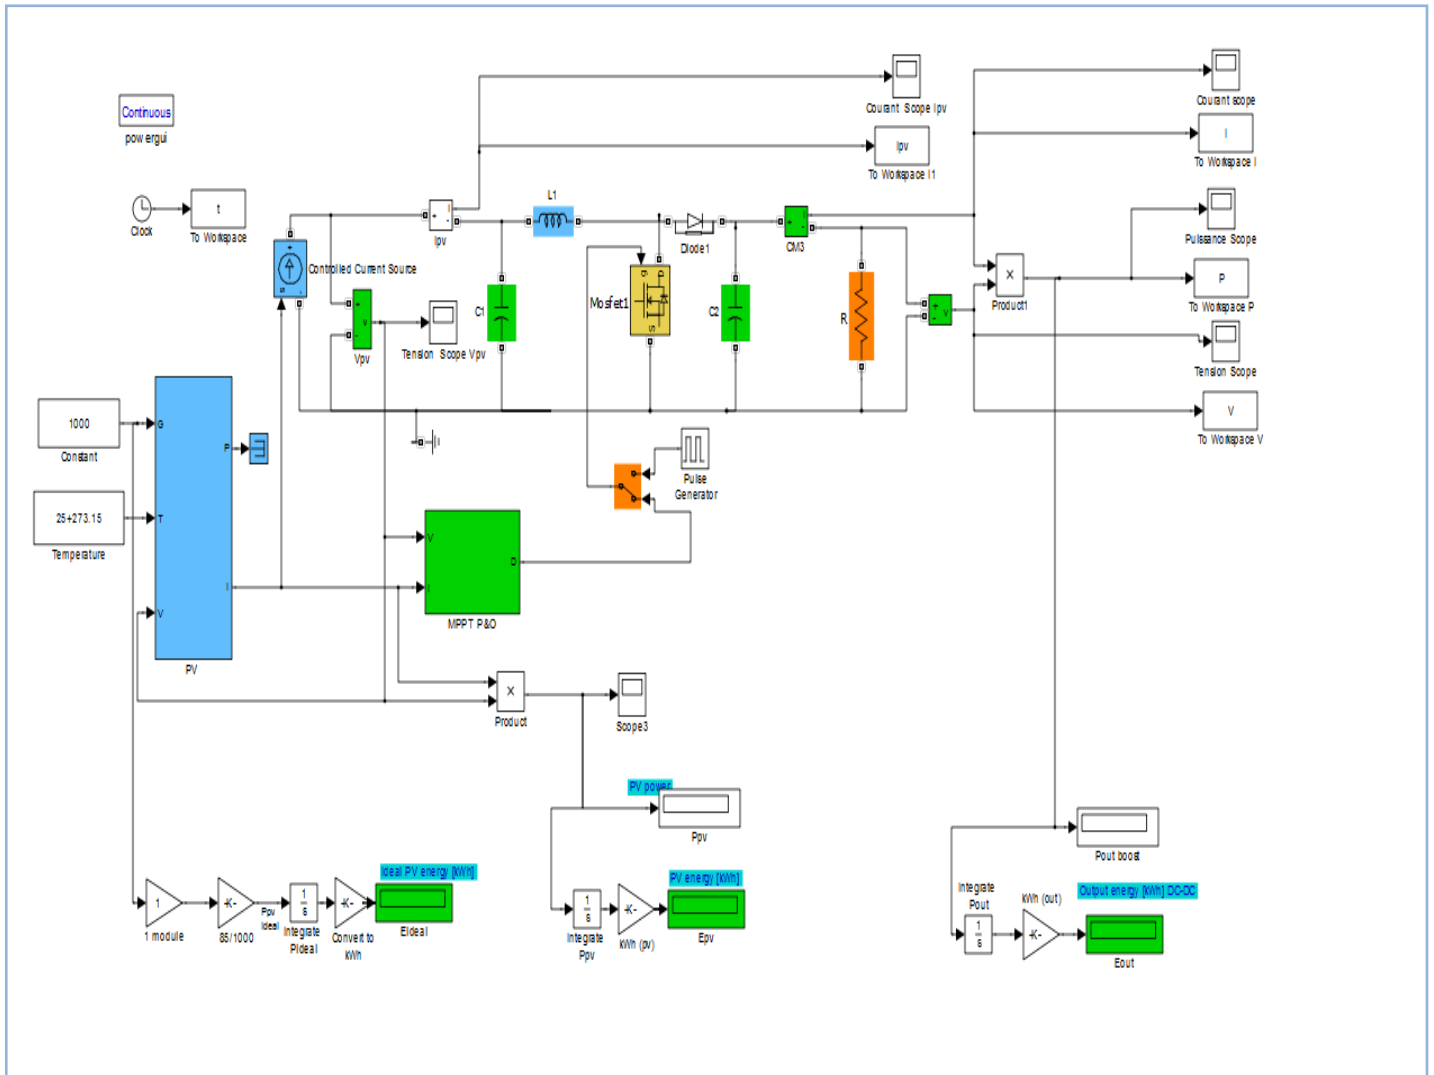 Courant Scope Ipv
Courant scope
Continuous
powergui
Ipv
To Workspace I1
I
To Workspace I
t
Clock
To Workspace
L1
+
-
i
Ipv
Diode1
CM3
Puissance Scope
Controlled Current Source
Mosfet1
g
D
S
C1
C2
R
v
Vpv
Tension Scope Vpv
×
Product1
P
To Workspace P
Tension Scope
V
To Workspace V
1000
Constant
25+273.15
Temperature
G
T
V
P
I
PV
Pulse
Generator
V
I
D
MPPT P&O
×
Product
Scope3
PV power
Ppv
Pout boost
Ideal PV energy [kWh]
PV energy [kWh]
Output energy [kWh] DC-DC
1
1 module
-K-
85/1000
Ppv
Ideal
1
s
Integrate
PIdeal
-K-
Convert to
kWh
EIdeal
1
s
Integrate
Ppv
-K-
kWh (pv)
Epv
Integrate
Pout
1
s
kWh (out)
-K-
Eout